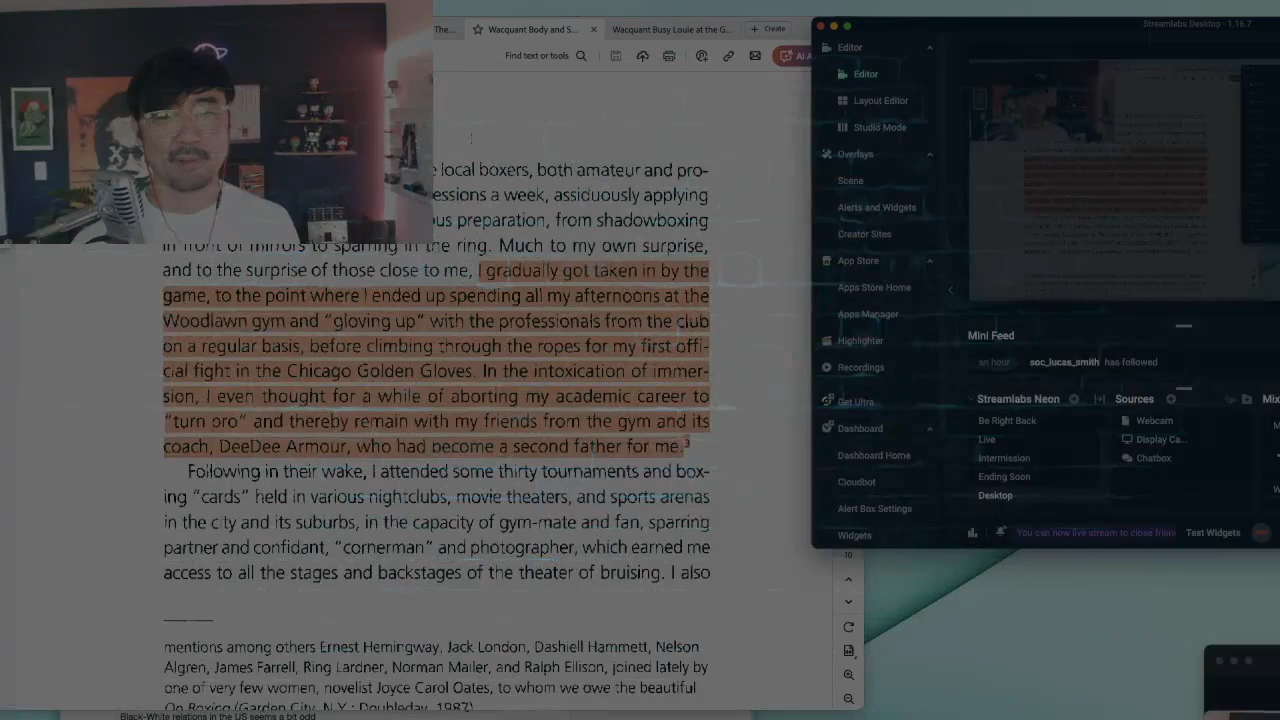 The...
Wacquant Body and S...
Wacquant Busy Louie at the G...
+ Create
Find text or tools
AI A
e local boxers, both amateur and pro-
essions a week, assiduously applying
us preparation, from shadowboxing
in front of mirrors to sparring in the ring. Much to my own surprise,
and to the surprise of those close to me, I gradually got taken in by the
game, to the point where I ended up spending all my afternoons at the
Woodlawn gym and “gloving up” with the professionals from the club
on a regular basis, before climbing through the ropes for my first offi-
cial fight in the Chicago Golden Gloves. In the intoxication of immer-
sion, I even thought for a while of aborting my academic career to
“turn pro” and thereby remain with my friends from the gym and its
coach, DeeDee Armour, who had become a second father for me.3
Following in their wake, I attended some thirty tournaments and box-
ing “cards” held in various nightclubs, movie theaters, and sports arenas
in the city and its suburbs, in the capacity of gym-mate and fan, sparring
partner and confidant, “cornerman” and photographer, which earned me
access to all the stages and backstages of the theater of bruising. I also
mentions among others Ernest Hemingway, Jack London, Dashiell Hammett, Nelson
Algren, James Farrell, Ring Lardner, Norman Mailer, and Ralph Ellison, joined lately by
one of very few women, novelist Joyce Carol Oates, to whom we owe the beautiful
On Boxing (Garden City, N.Y.: Doubleday, 1987).
Black-White relations in the US seems a bit odd
10
Streamlabs Desktop - 1.16.7
Editor
Editor
Layout Editor
Studio Mode
Overlays
Scene
Alerts and Widgets
Creator Sites
App Store
Apps Store Home
Apps Manager
Highlighter
Recordings
Get Ultra
Dashboard
Dashboard Home
Cloudbot
Alert Box Settings
Widgets
Mini Feed
an hour soc_lucas_smith has followed
Streamlabs Neon
Be Right Back
Live
Intermission
Ending Soon
Desktop
Sources
Webcam
Display Ca...
Chatbox
Mix
You can now live stream to close frien
Test Widgets